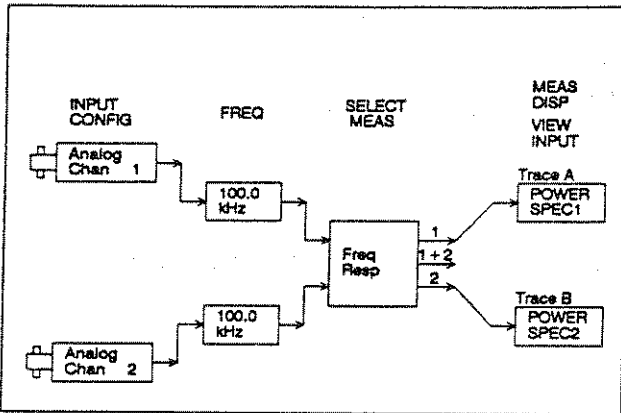 INPUT
CONFIG
FREQ
SELECT
MEAS
MEAS
DISP
VIEW
INPUT
Analog
Chan 1
100.0
kHz
Freq
Resp
1
1 + 2
2
Trace A
POWER
SPEC1
Analog
Chan 2
100.0
kHz
Trace B
POWER
SPEC2